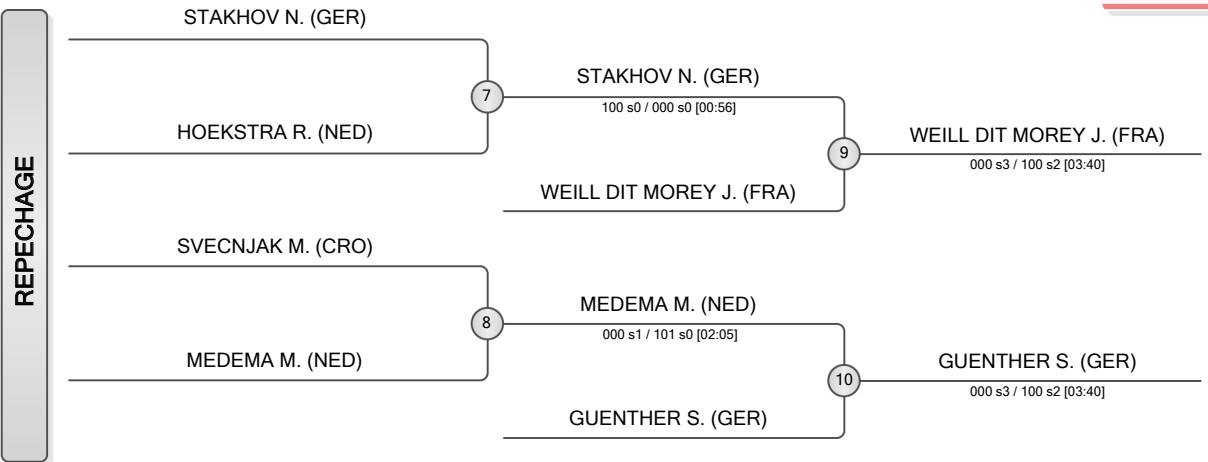 REPECHAGE
STAKHOV N. (GER)
7
HOEKSTRA R. (NED)
STAKHOV N. (GER)
100 s0 / 000 s0 [00:56]
9
WEILL DIT MOREY J. (FRA)
WEILL DIT MOREY J. (FRA)
000 s3 / 100 s2 [03:40]
SVECNJAK M. (CRO)
8
MEDEMA M. (NED)
MEDEMA M. (NED)
000 s1 / 101 s0 [02:05]
10
GUENTHER S. (GER)
GUENTHER S. (GER)
000 s3 / 100 s2 [03:40]